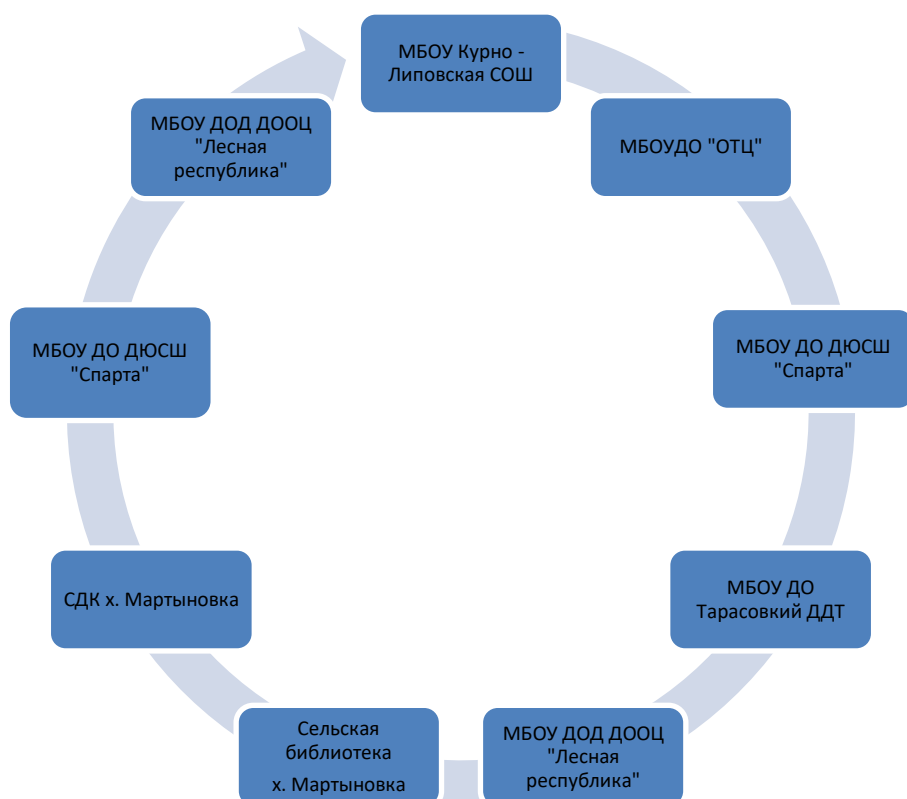 МБОУ Курно -
Липовская СОШ
МБОУДО "ОТЦ"
МБОУ ДО ДЮСШ
"Спарта"
МБОУ ДО
Тарасовкий ДДТ
МБОУ ДОД ДООЦ
"Лесная
республика"
Сельская
библиотека
х. Мартыновка
СДК х. Мартыновка
МБОУ ДО ДЮСШ
"Спарта"
МБОУ ДОД ДООЦ
"Лесная
республика"